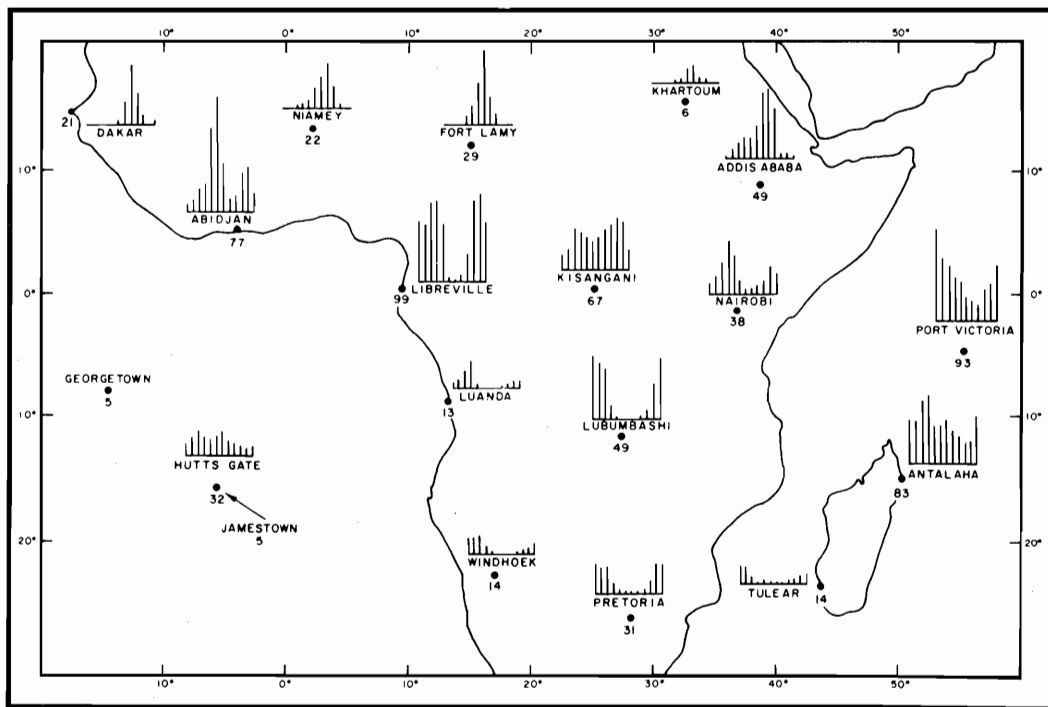 10° 0° 10° 20° 30° 40° 50°
DAKAR
21
NIAMEY
22
FORT LAMY
29
KHARTOUM
6
ADDIS ABABA
49
10° 10°
ABIDJAN
77
LIBREVILLE
99
KISANGANI
67
NAIROBI
38
0° 0°
PORT VICTORIA
93
GEORGETOWN
5
LUANDA
13
LUBUMBASHI
49
10° 10°
ANTALAHA
83
HUTTS GATE
32
JAMESTOWN
5
20° 20°
WINDHOEK
14
PRETORIA
31
TULEAR
14
10° 0° 10° 20° 30° 40° 50°